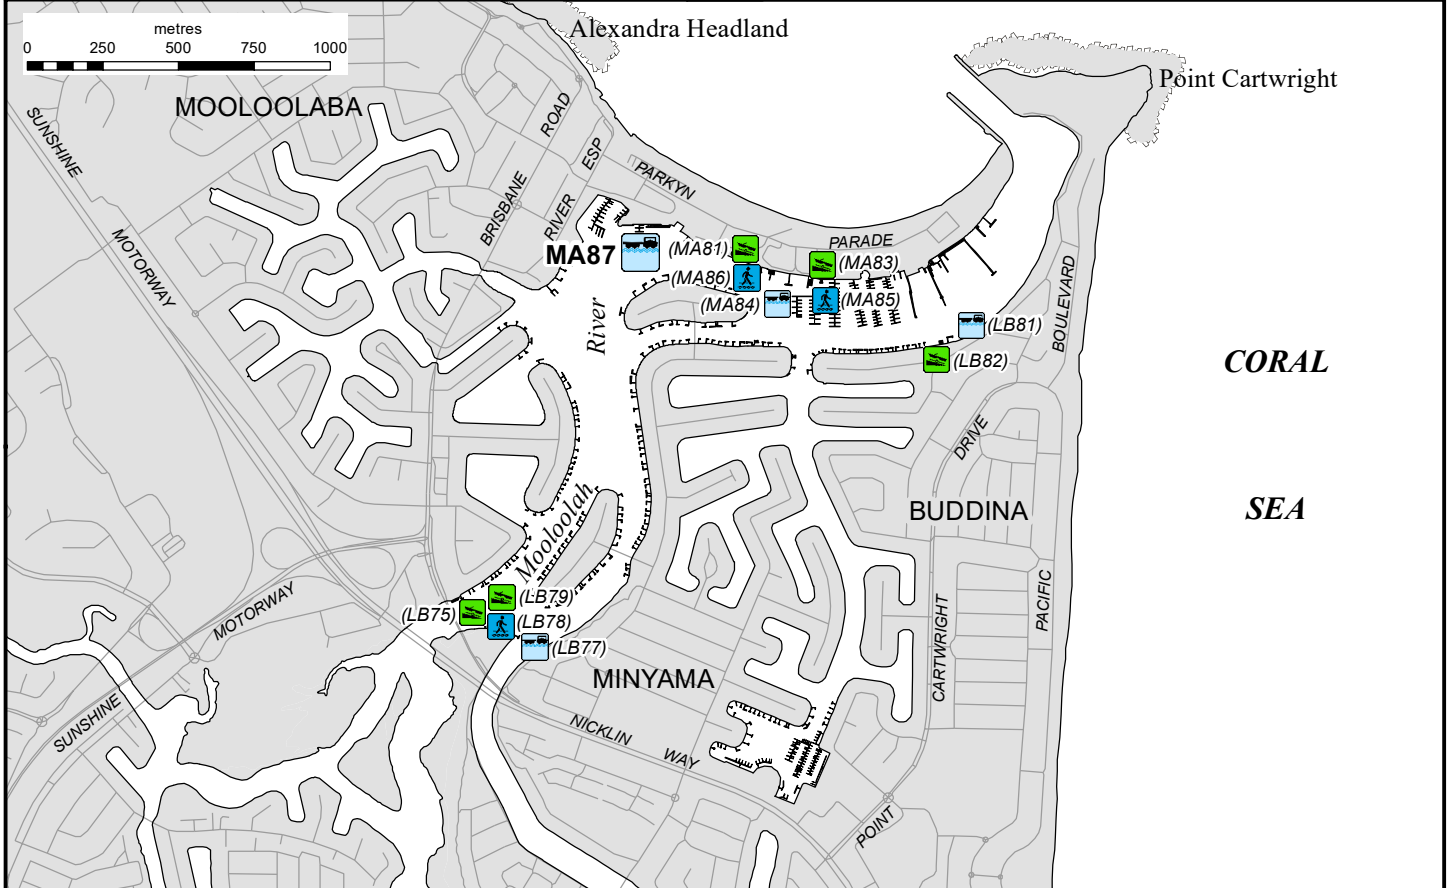 metres
0 250 500 750 1000
Alexandra Headland
Point Cartwright
MOOLOOLABA
SUNSHINE
MOTORWAY
BRISBANE
ROAD
RIVER
ESP
PARKYN
PARADE
MA87
(MA81)
(MA86)
(MA84)
(MA83)
(MA85)
(LB81)
(LB82)
BOULEVARD
River
CORAL
SEA
DRIVE
BUDDINA
Mooloolah
(LB79)
(LB75)
(LB78)
(LB77)
MOTORWAY
SUNSHINE
MINYAMA
NICKLIN
WAY
CARTWRIGHT
PACIFIC
POINT